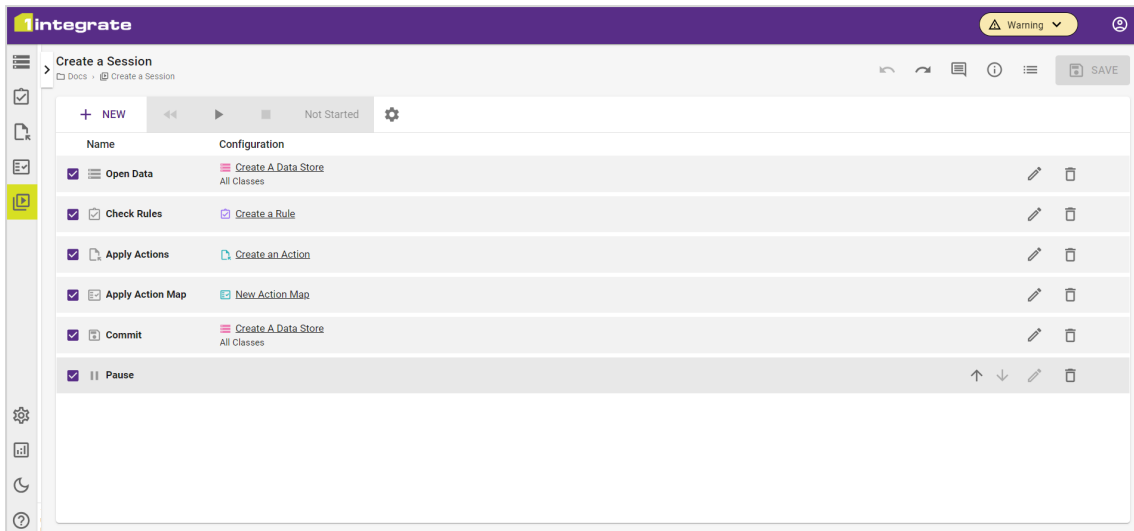 1integrate
Warning
Create a Session
Docs › Create a Session
SAVE
+ NEW
Not Started
Name Configuration
Open Data Create A Data Store
All Classes
Check Rules Create a Rule
Apply Actions Create an Action
Apply Action Map New Action Map
Commit Create A Data Store
All Classes
Pause